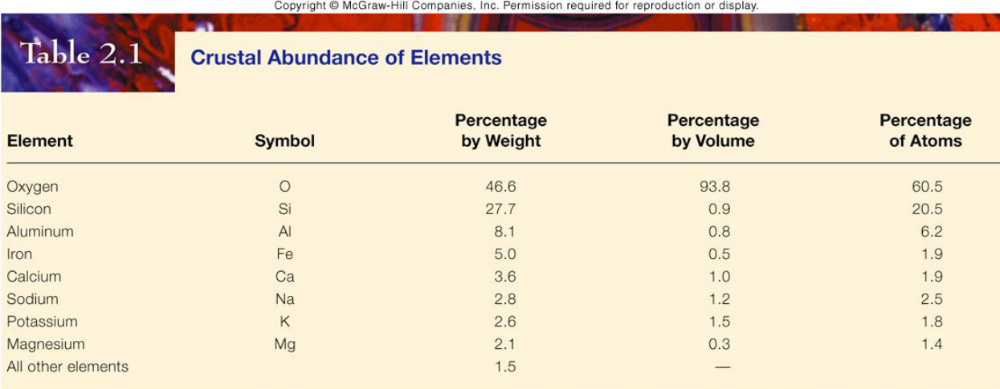 Copyright © McGraw-Hill Companies, Inc. Permission required for reproduction or display.
Table 2.1 Crustal Abundance of Elements
Percentage Percentage Percentage
Element Symbol by Weight by Volume of Atoms
Oxygen O 46.6 93.8 60.5
Silicon Si 27.7 0.9 20.5
Aluminum Al 8.1 0.8 6.2
Iron Fe 5.0 0.5 1.9
Calcium Ca 3.6 1.0 1.9
Sodium Na 2.8 1.2 2.5
Potassium K 2.6 1.5 1.8
Magnesium Mg 2.1 0.3 1.4
All other elements 1.5 —